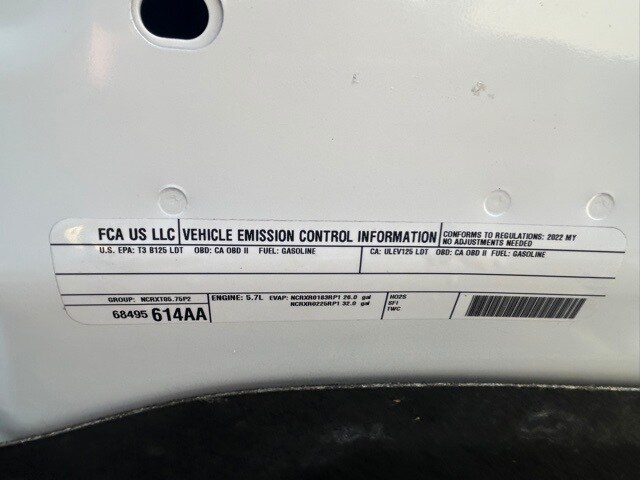 FCA US LLC VEHICLE EMISSION CONTROL INFORMATION
CONFORMS TO REGULATIONS: 2022 MY
NO ADJUSTMENTS NEEDED
U.S. EPA: T3 B125 LDT OBD: CA OBD II FUEL: GASOLINE
CA: ULEV125 LDT OBD: CA OBD II FUEL: GASOLINE
GROUP: NCRXT05.75P2
68495 614AA
ENGINE: 5.7L EVAP: NCRXR0183RP1 26.0 gal
NCRXR0225RP1 32.0 gal
HO2S
SFI
TWC